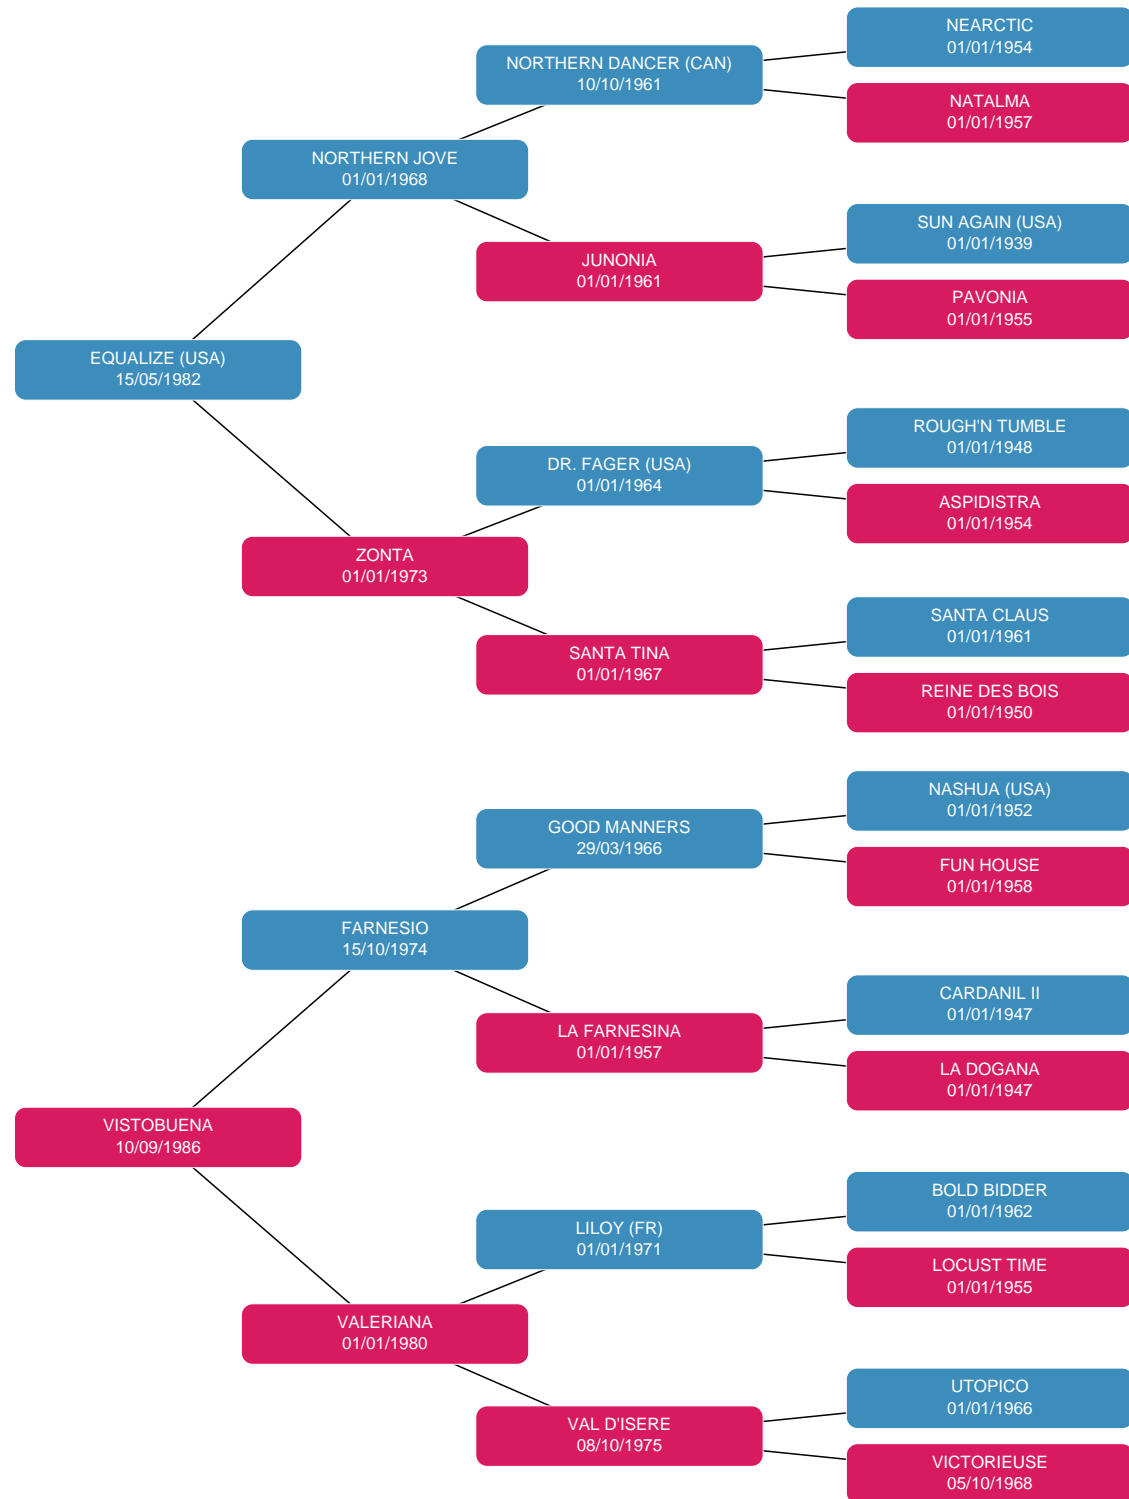 NEARCTIC
01/01/1954
NORTHERN DANCER (CAN)
10/10/1961
NATALMA
01/01/1957
NORTHERN JOVE
01/01/1968
SUN AGAIN (USA)
01/01/1939
JUNONIA
01/01/1961
PAVONIA
01/01/1955
EQUALIZE (USA)
15/05/1982
ROUGH'N TUMBLE
01/01/1948
DR. FAGER (USA)
01/01/1964
ASPIDISTRA
01/01/1954
ZONTA
01/01/1973
SANTA CLAUS
01/01/1961
SANTA TINA
01/01/1967
REINE DES BOIS
01/01/1950
NASHUA (USA)
01/01/1952
GOOD MANNERS
29/03/1966
FUN HOUSE
01/01/1958
FARNESIO
15/10/1974
CARDANIL II
01/01/1947
LA FARNESINA
01/01/1957
LA DOGANA
01/01/1947
VISTOBUENA
10/09/1986
BOLD BIDDER
01/01/1962
LILOY (FR)
01/01/1971
LOCUST TIME
01/01/1955
VALERIANA
01/01/1980
UTOPICO
01/01/1966
VAL D'ISERE
08/10/1975
VICTORIEUSE
05/10/1968